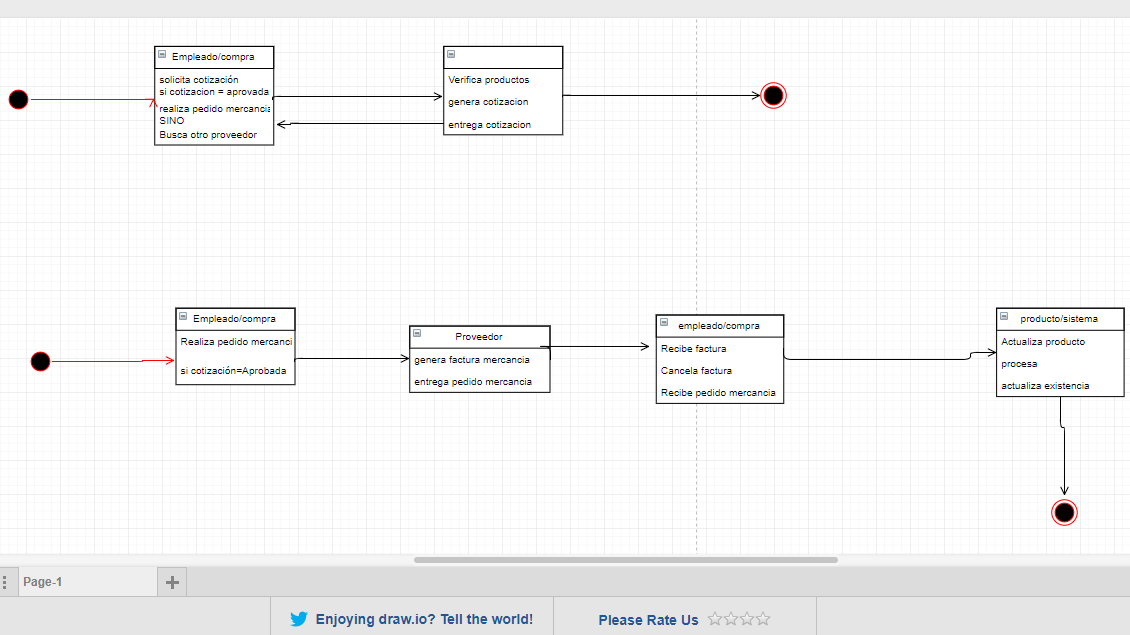 Empleado/compra
solicita cotización
si cotizacion = aprovada
realiza pedido mercancia
SINO
Busca otro proveedor
Verifica productos
genera cotizacion
entrega cotizacion
Empleado/compra
Realiza pedido mercanci
si cotización=Aprobada
Proveedor
genera factura mercancia
entrega pedido mercancia
empleado/compra
Recibe factura
Cancela factura
Recibe pedido mercancia
producto/sistema
Actualiza producto
procesa
actualiza existencia
Page-1
Enjoying draw.io? Tell the world!
Please Rate Us